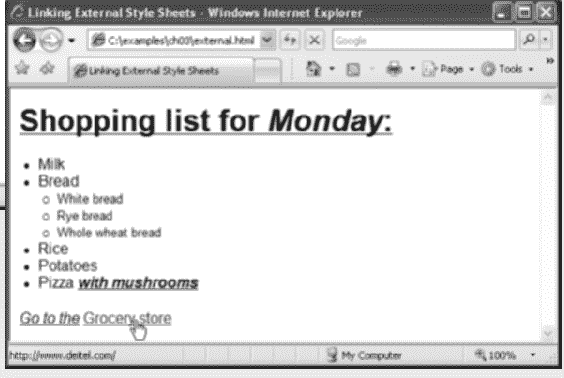 Linking External Style Sheets - Windows Internet Explorer
C:\examples\ch00\external.html Google
Linking External Style Sheets Page Tools
Shopping list for Monday:
Milk
Bread
White bread
Rye bread
Whole wheat bread
Rice
Potatoes
Pizza with mushrooms
Go to the Grocery store
http://www.deitel.com/ My Computer 100%